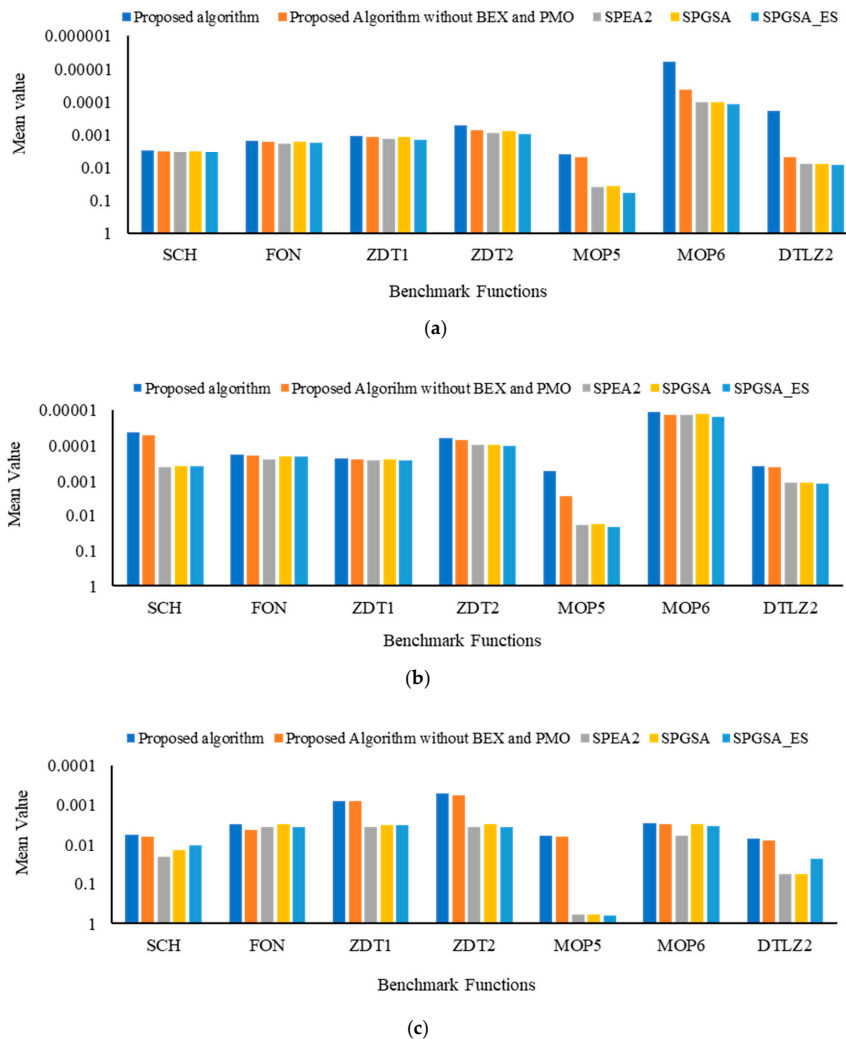 Proposed algorithm Proposed Algorithm without BEX and PMO SPEA2 SPGSA SPGSA_ES
0.000001
0.00001
0.0001
0.001
0.01
0.1
1
Mean value
SCH FON ZDT1 ZDT2 MOP5 MOP6 DTLZ2
Benchmark Functions
(a)
Proposed algorithm Proposed Algorihm without BEX and PMO SPEA2 SPGSA SPGSA_ES
0.00001
0.0001
0.001
0.01
0.1
1
Mean Value
SCH FON ZDT1 ZDT2 MOP5 MOP6 DTLZ2
Benchmark Functions
(b)
Proposed algorithm Proposed Algorithm without BEX and PMO SPEA2 SPGSA SPGSA_ES
0.0001
0.001
0.01
0.1
1
Mean Value
SCH FON ZDT1 ZDT2 MOP5 MOP6 DTLZ2
Benchmark Functions
(c)